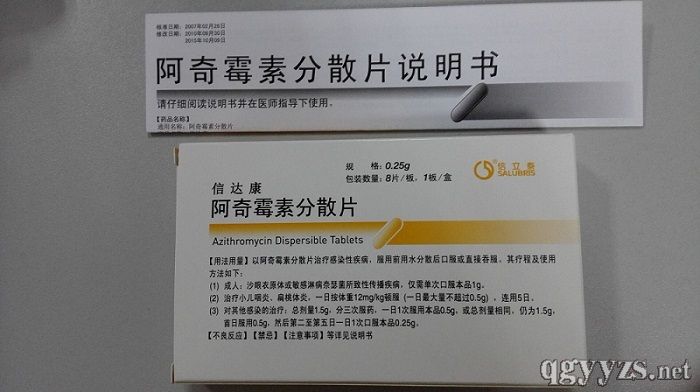 核准日期：2007年02月28日
修改日期：2010年09月30日
2015年10月09日
阿奇霉素分散片说明书
请仔细阅读说明书并在医师指导下使用。
【药品名称】
通用名称：阿奇霉素分散片
规 格：0.25g
包装数量：8片/板，1板/盒
信立泰
SALUBRIS
信达康
阿奇霉素分散片
Azithromycin Dispersible Tablets
【用法用量】以阿奇霉素分散片治疗感染性疾病，服用前用水分散后口服或直接吞服，其疗程及使用
方法如下：
(1) 成人：沙眼衣原体或敏感淋病奈瑟菌所致性传播疾病，仅需单次口服本品1g。
(2) 治疗小儿咽炎、扁桃体炎，一日按体重12mg/kg顿服（一日最大量不超过0.5g），连用5日。
(3) 对其他感染的治疗：总剂量1.5g，分三次服药，一日1次服用本品0.5g，或总剂量相同，仍为1.5g，
首日服用0.5g，然后第二至第五日一日1次口服本品0.25g。
【不良反应】【禁忌】【注意事项】等详见说明书
qgyyzs.net